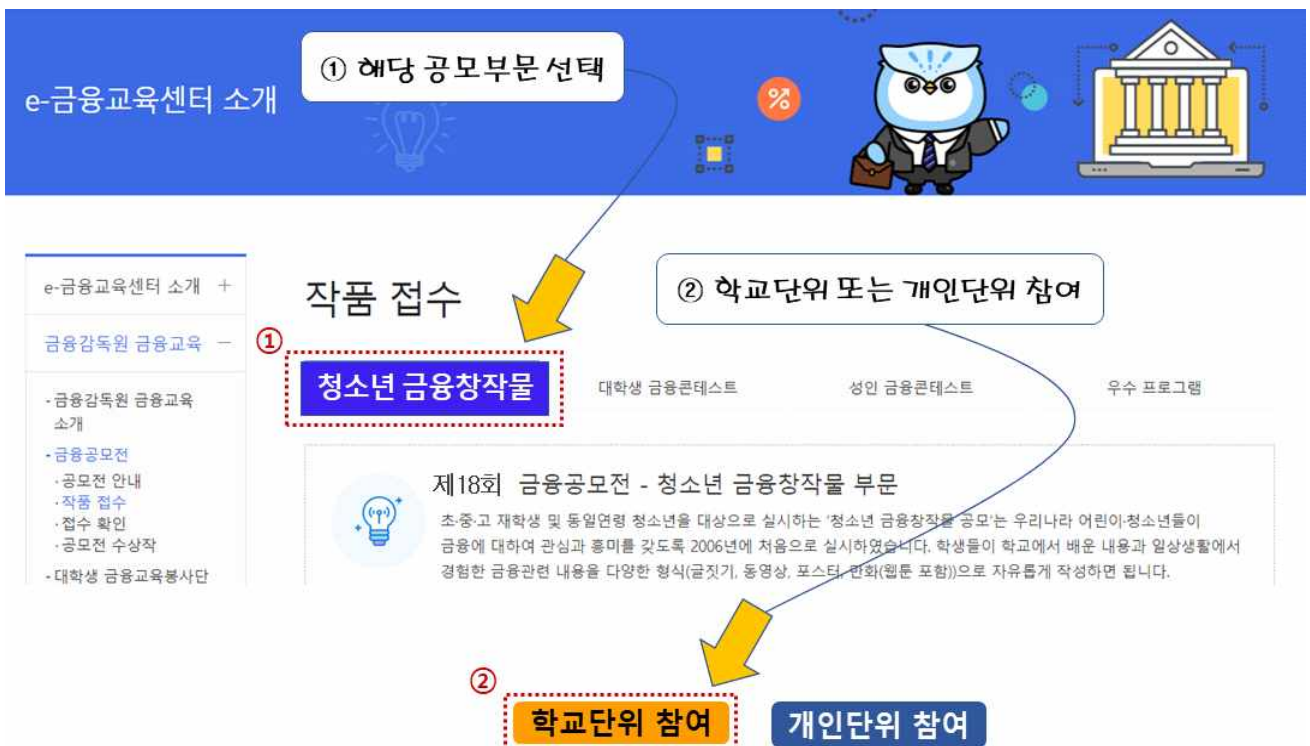 ① 해당 공모부문 선택
e-금융교육센터 소개
%
② 학교단위 또는 개인단위 참여
e-금융교육센터 소개 +
금융감독원 금융교육 −
- 금융감독원 금융교육
소개
- 금융공모전
· 공모전 안내
· 작품 접수
· 접수 확인
· 공모전 수상작
- 대학생 금융교육봉사단
작품 접수
①
청소년 금융창작물 대학생 금융콘테스트 성인 금융콘테스트 우수 프로그램
제18회 금융공모전 - 청소년 금융창작물 부문
초·중·고 재학생 및 동일연령 청소년을 대상으로 실시하는 '청소년 금융창작물 공모'는 우리나라 어린이·청소년들이
금융에 대하여 관심과 흥미를 갖도록 2006년에 처음으로 실시하였습니다. 학생들이 학교에서 배운 내용과 일상생활에서
경험한 금융관련 내용을 다양한 형식(글짓기, 동영상, 포스터, 만화(웹툰 포함))으로 자유롭게 작성하면 됩니다.
②
학교단위 참여 개인단위 참여